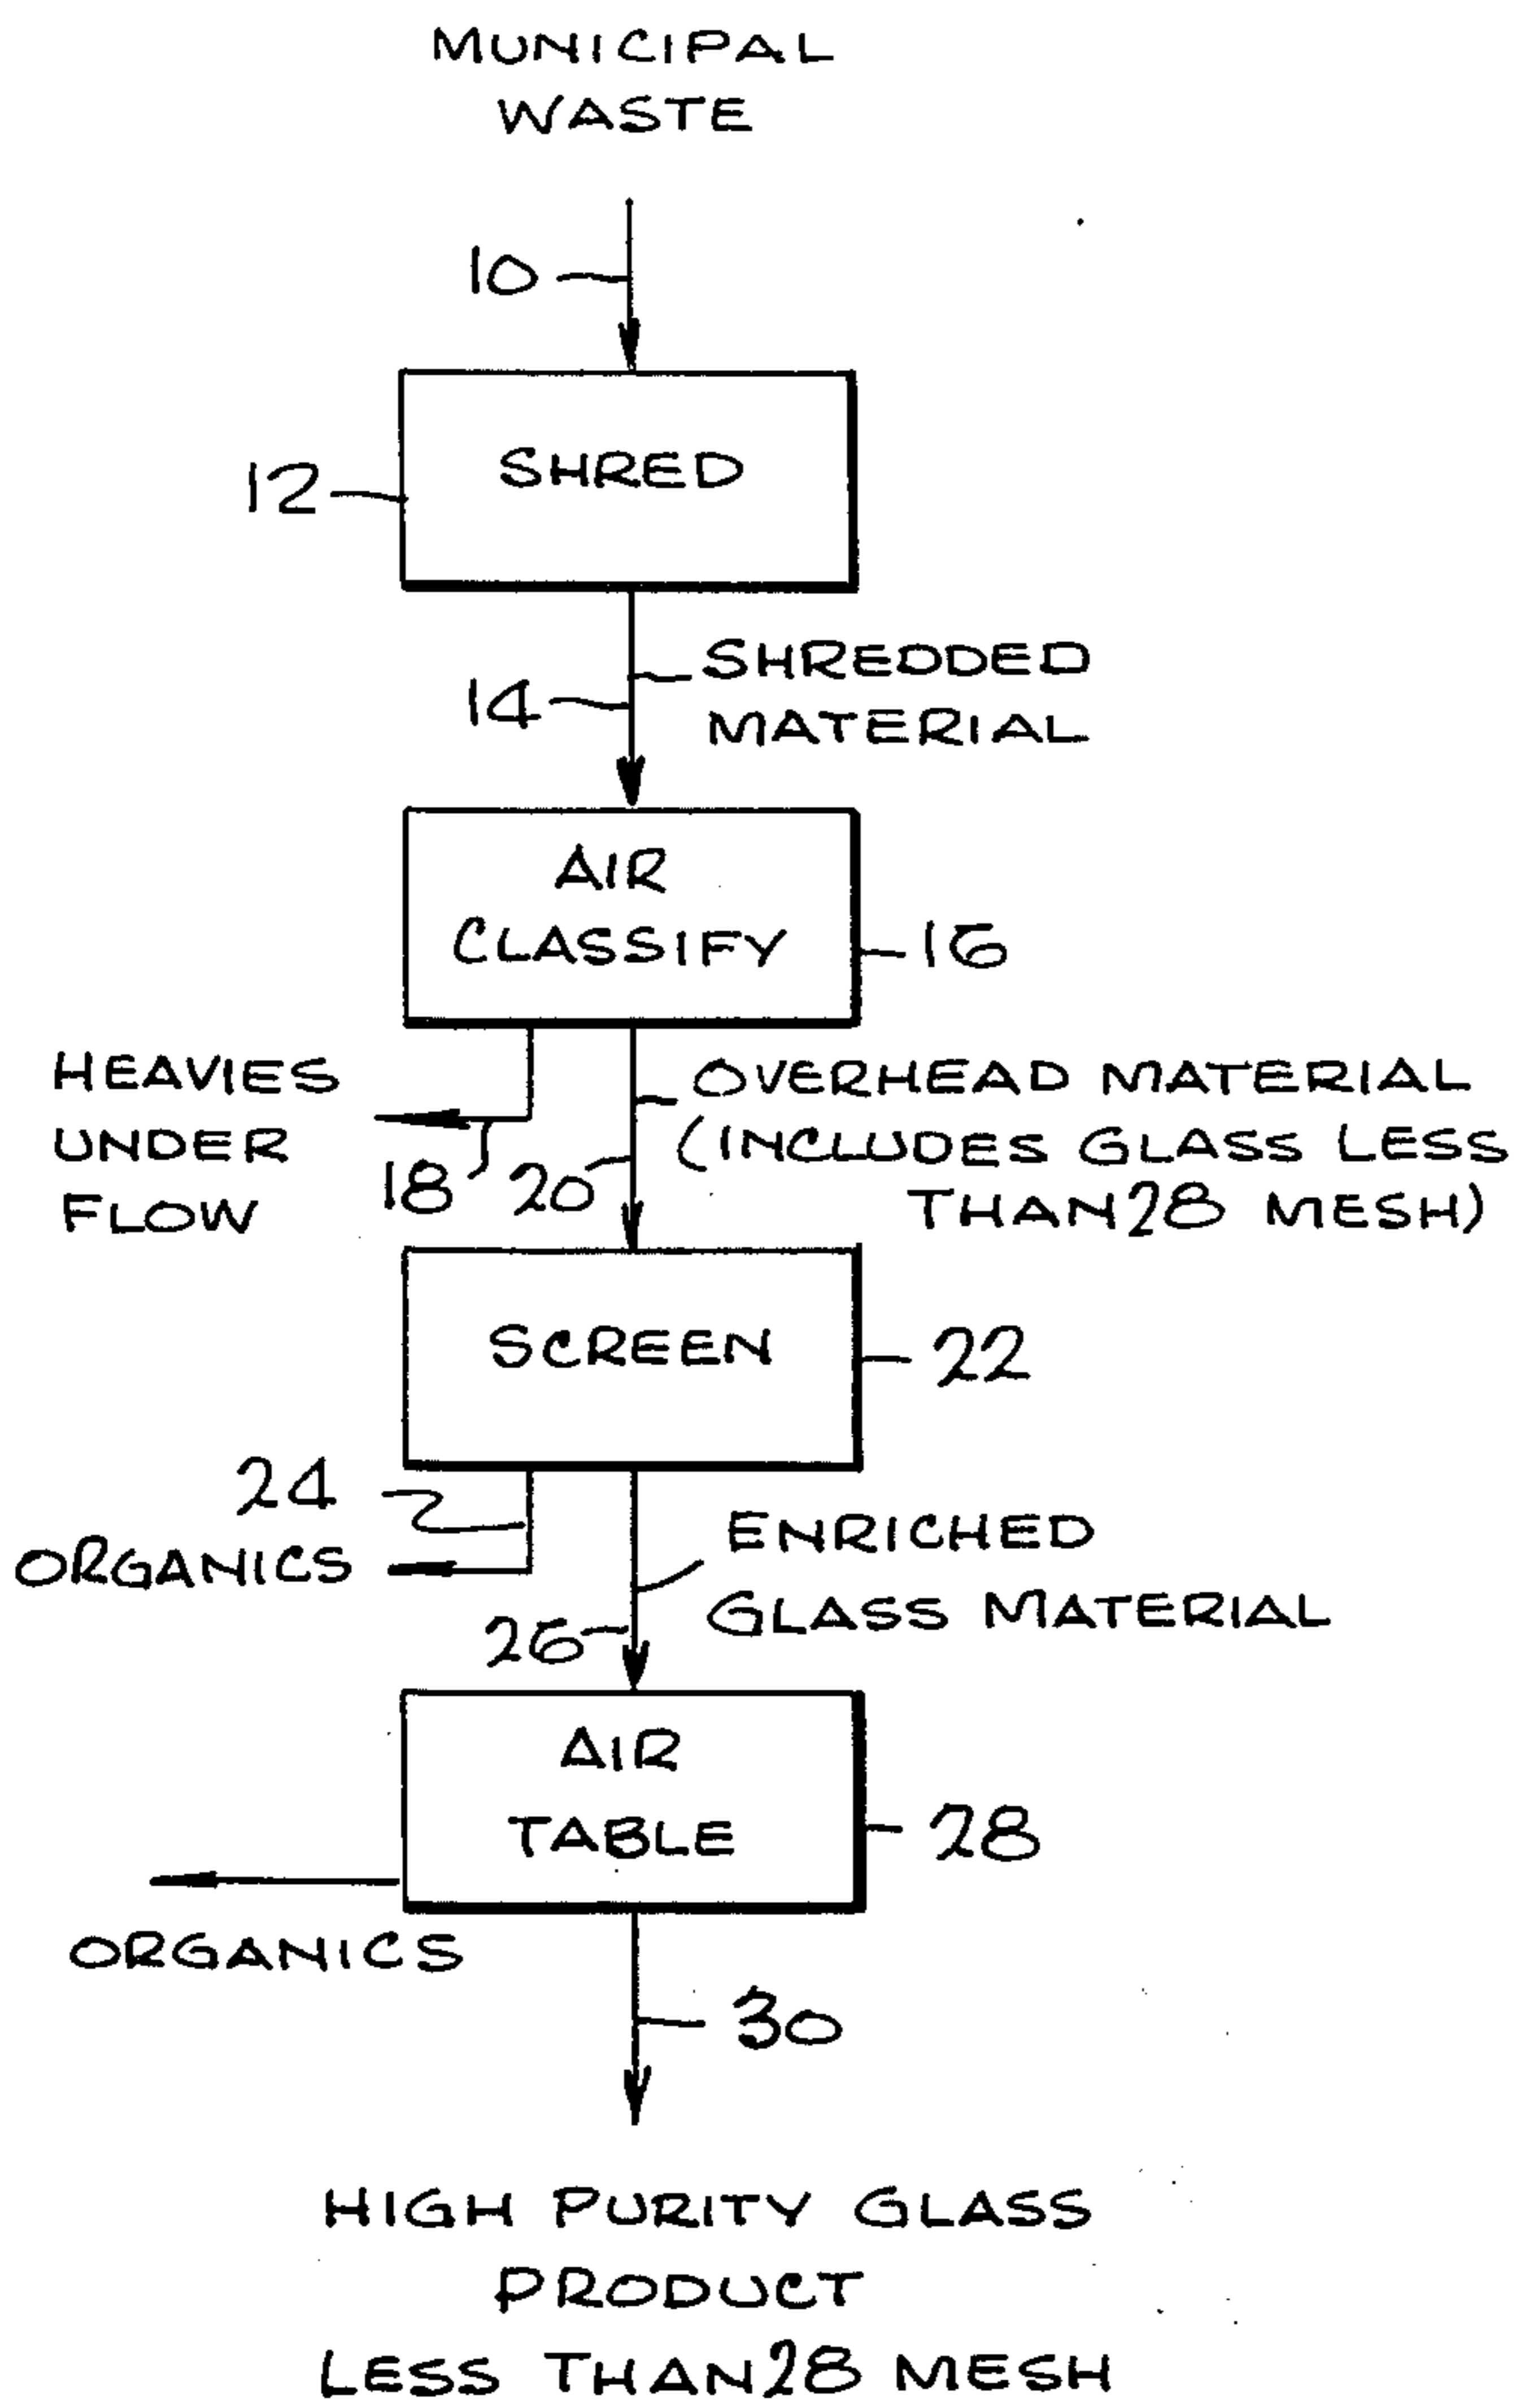 MUNICIPAL
WASTE
10
SHRED
12
SHREDDED
14
MATERIAL
AIR
CLASSIFY
16
HEAVIES
UNDER
FLOW
18
20
OVERHEAD MATERIAL
(INCLUDES GLASS LESS
THAN 28 MESH)
SCREEN
22
24
ORGANICS
ENRICHED
GLASS MATERIAL
26
AIR
TABLE
28
ORGANICS
30
HIGH PURITY GLASS
PRODUCT
LESS THAN 28 MESH